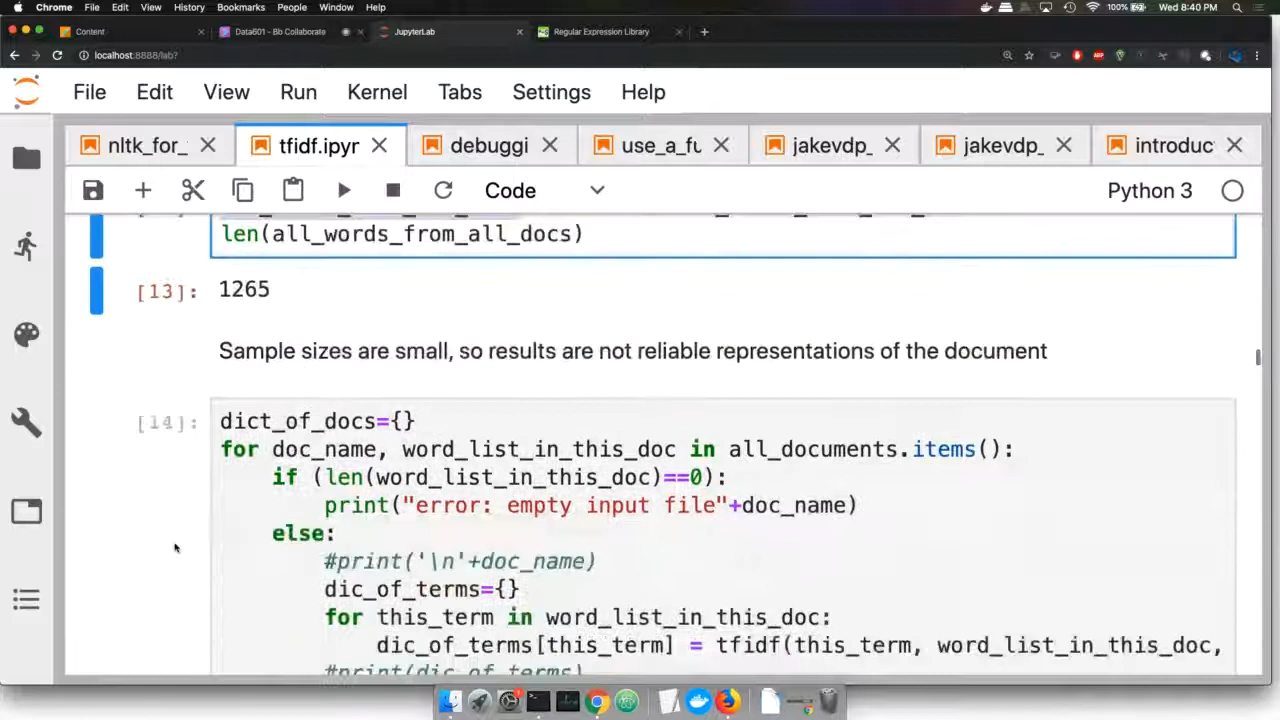 Chrome File Edit View History Bookmarks People Window Help 100% Wed 8:40 PM
Content Data601 - Bb Collaborate JupyterLab Regular Expression Library
localhost:8888/lab?
File Edit View Run Kernel Tabs Settings Help
nltk_for_ tfidf.ipyr debuggi use_a_fu jakevdp_ jakevdp_ introduc
Code Python 3
len(all_words_from_all_docs)
[13]: 1265
Sample sizes are small, so results are not reliable representations of the document
[14]: dict_of_docs={}
for doc_name, word_list_in_this_doc in all_documents.items():
if (len(word_list_in_this_doc)==0):
print("error: empty input file"+doc_name)
else:
#print('\n'+doc_name)
dic_of_terms={}
for this_term in word_list_in_this_doc:
dic_of_terms[this_term] = tfidf(this_term, word_list_in_this_doc,
#print(dic_of_terms)